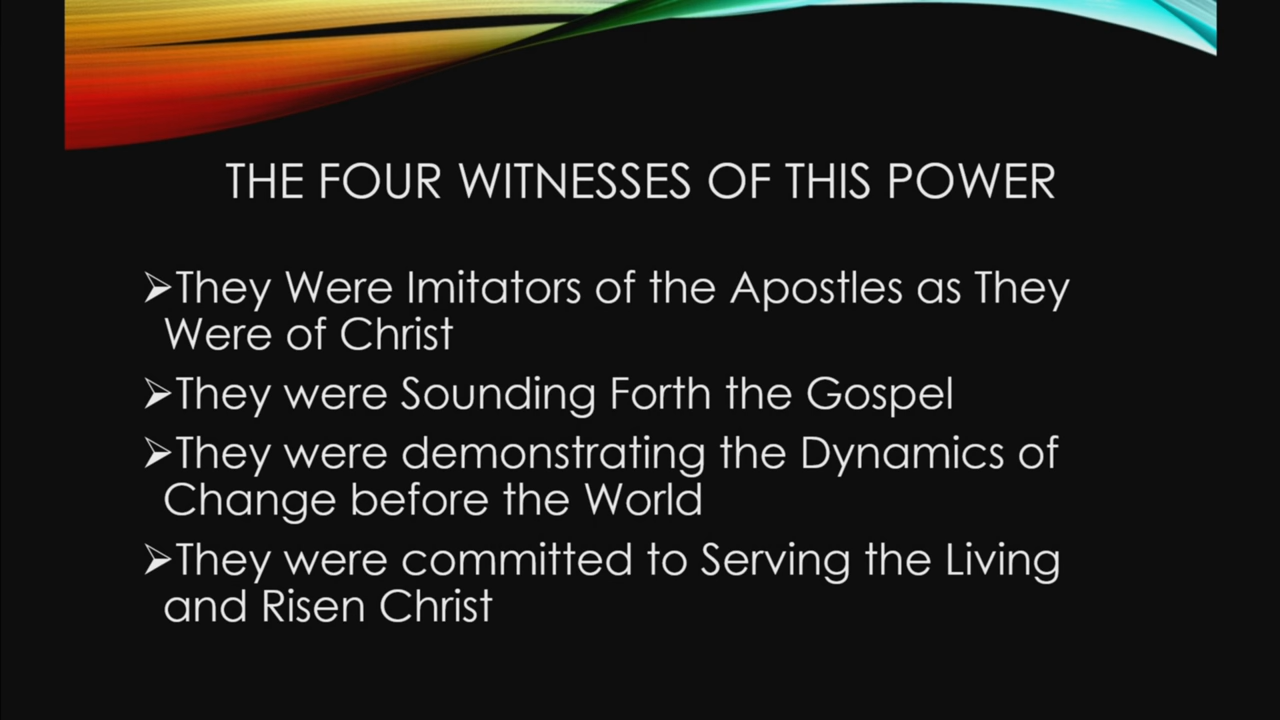 THE FOUR WITNESSES OF THIS POWER
➢They Were Imitators of the Apostles as They
Were of Christ
➢They were Sounding Forth the Gospel
➢They were demonstrating the Dynamics of
Change before the World
➢They were committed to Serving the Living
and Risen Christ